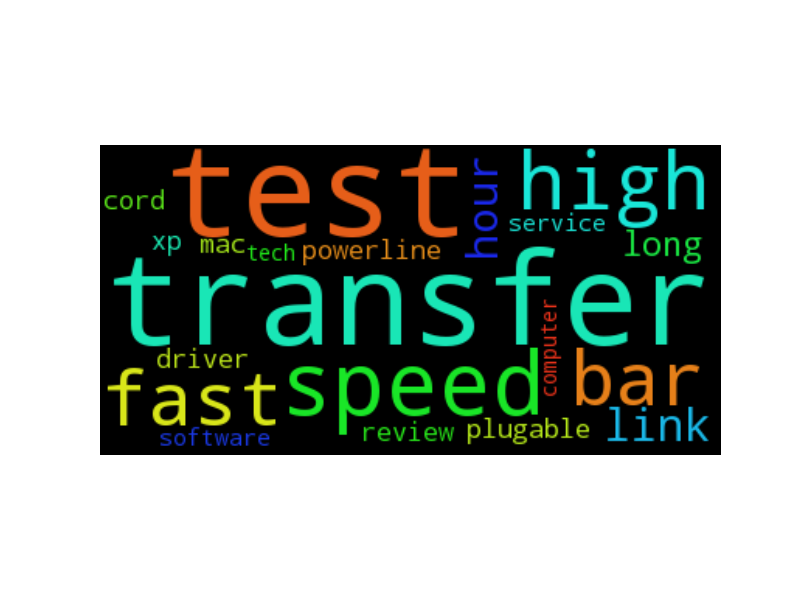 test
high
hour
cord
service
xp
mac
tech
powerline
long
transfer
computer
driver
fast
speed
bar
software
review
plugable
link